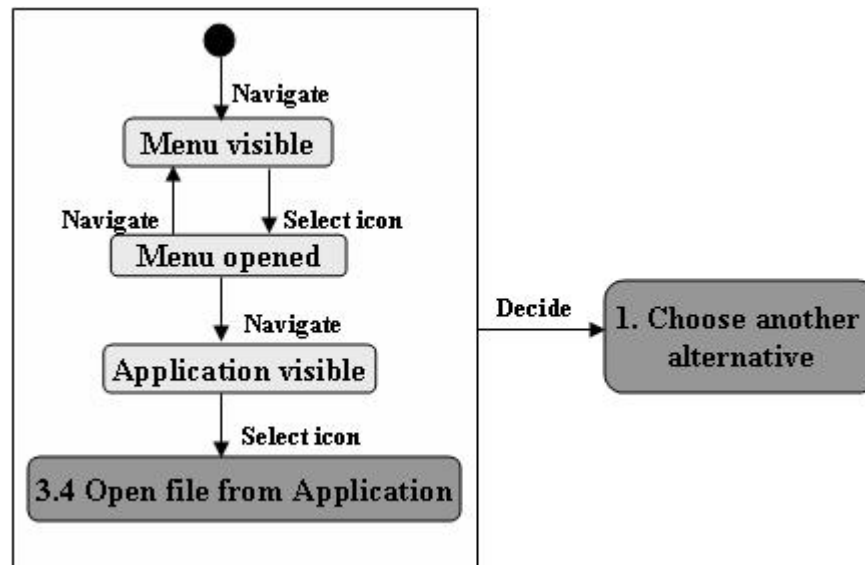 Navigate
Menu visible
Navigate
Select icon
Menu opened
Navigate
Application visible
Select icon
3.4 Open file from Application
Decide
1. Choose another
alternative